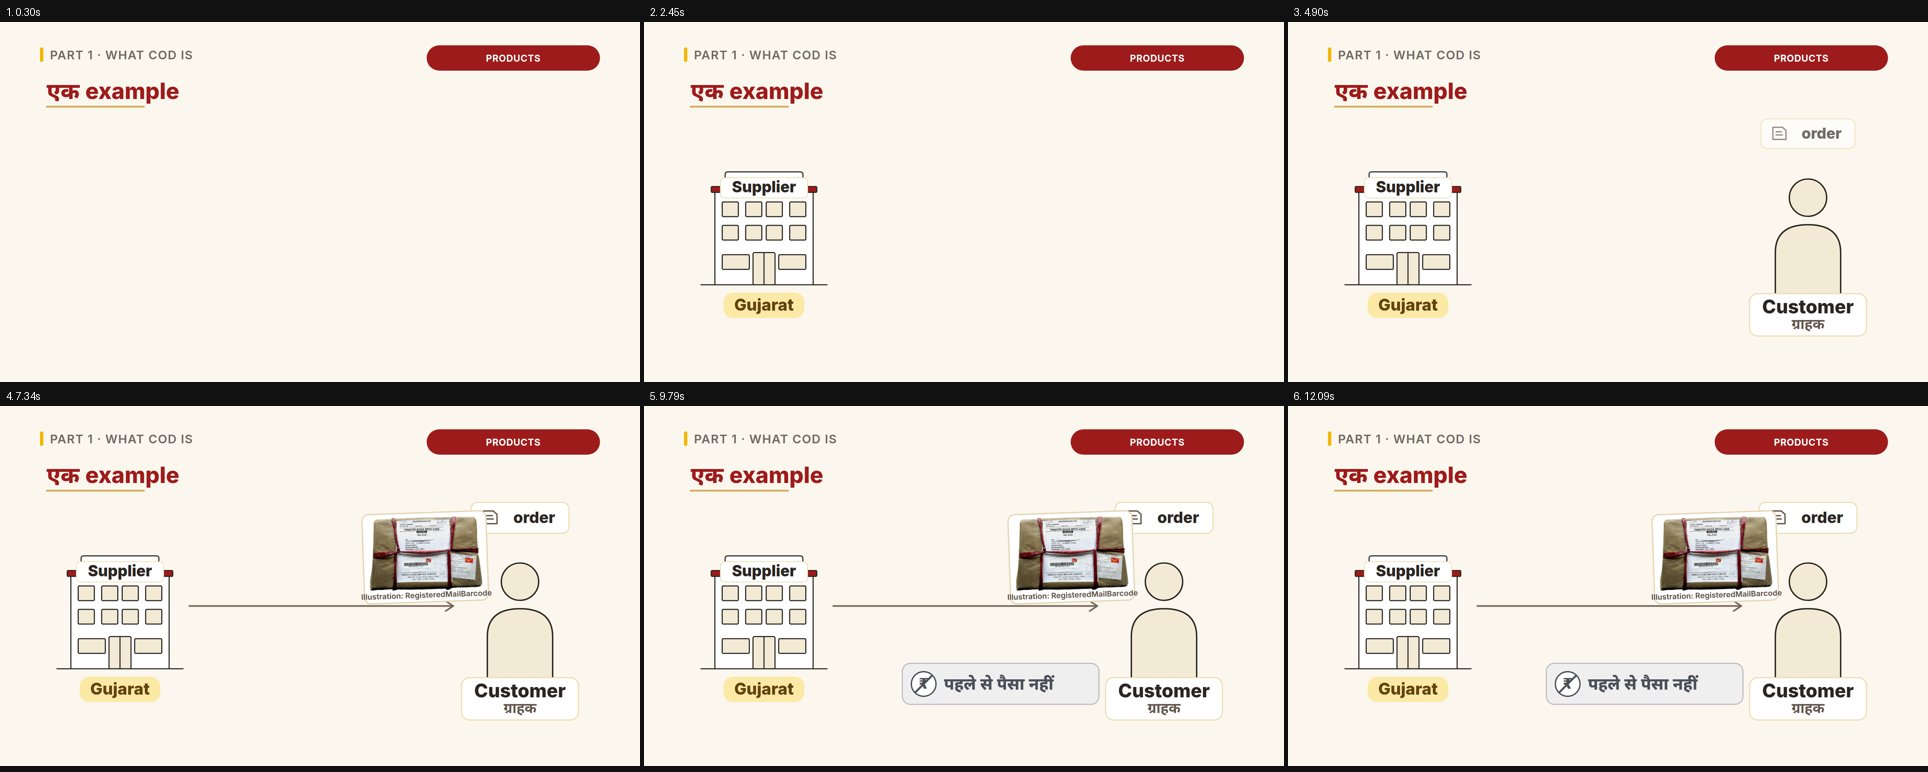 1. 0.30s
PART 1 · WHAT COD IS
PRODUCTS
एक example
2. 2.45s
PART 1 · WHAT COD IS
PRODUCTS
एक example
Supplier
Gujarat
3. 4.90s
PART 1 · WHAT COD IS
PRODUCTS
एक example
order
Supplier
Customer
Gujarat
ग्राहक
4. 7.34s
PART 1 · WHAT COD IS
PRODUCTS
एक example
order
Supplier
Illustration: RegisteredMailBarcode
Gujarat
Customer
ग्राहक
5. 9.79s
PART 1 · WHAT COD IS
PRODUCTS
एक example
order
Supplier
Illustration: RegisteredMailBarcode
पहले से पैसा नहीं
Gujarat
Customer
ग्राहक
6. 12.09s
PART 1 · WHAT COD IS
PRODUCTS
एक example
order
Supplier
Illustration: RegisteredMailBarcode
पहले से पैसा नहीं
Gujarat
Customer
ग्राहक